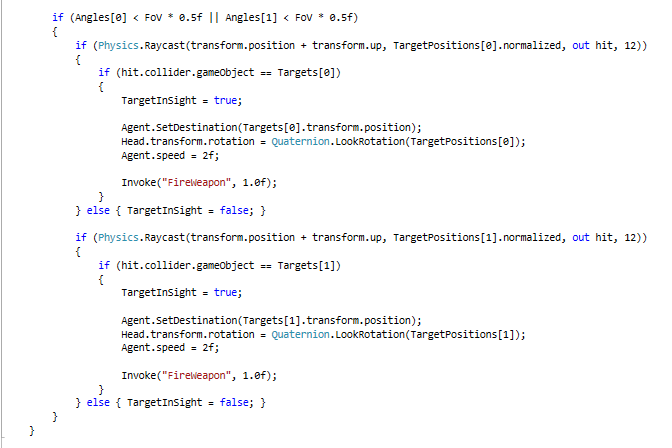 if (Angles[0] < FoV * 0.5f || Angles[1] < FoV * 0.5f)
{
if (Physics.Raycast(transform.position + transform.up, TargetPositions[0].normalized, out hit, 12))
{
if (hit.collider.gameObject == Targets[0])
{
TargetInSight = true;
Agent.SetDestination(Targets[0].transform.position);
Head.transform.rotation = Quaternion.LookRotation(TargetPositions[0]);
Agent.speed = 2f;
Invoke("FireWeapon", 1.0f);
}
} else { TargetInSight = false; }
if (Physics.Raycast(transform.position + transform.up, TargetPositions[1].normalized, out hit, 12))
{
if (hit.collider.gameObject == Targets[1])
{
TargetInSight = true;
Agent.SetDestination(Targets[1].transform.position);
Head.transform.rotation = Quaternion.LookRotation(TargetPositions[1]);
Agent.speed = 2f;
Invoke("FireWeapon", 1.0f);
}
} else { TargetInSight = false; }
}
}